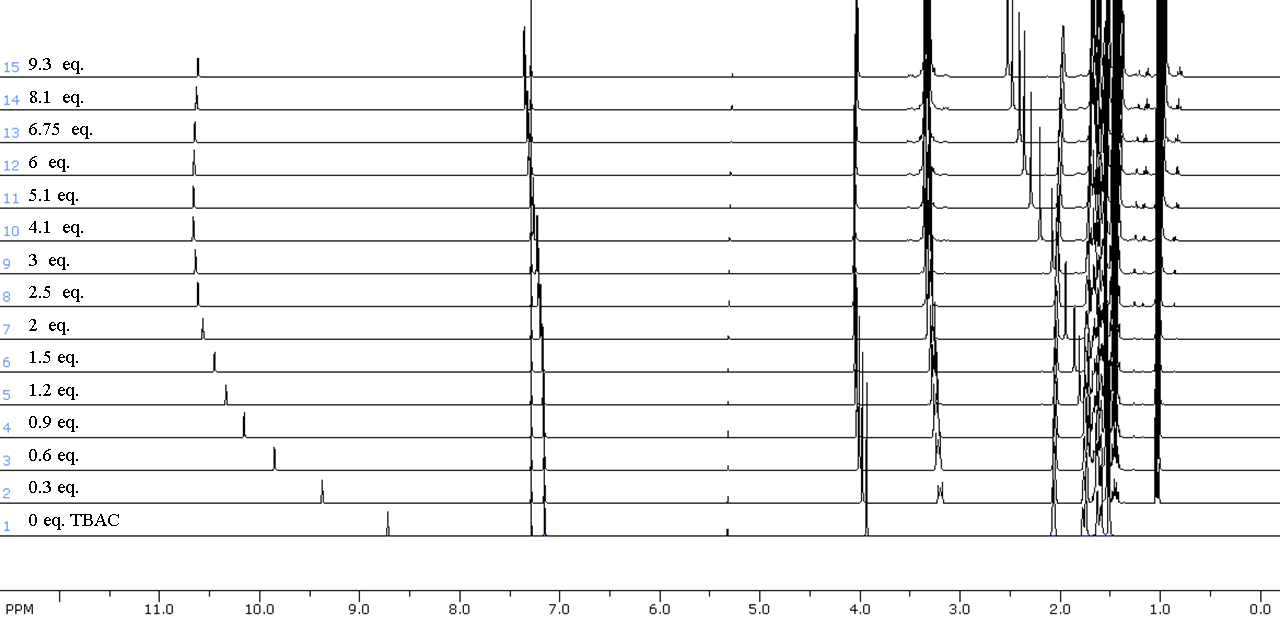 15 9.3 eq.
14 8.1 eq.
13 6.75 eq.
12 6 eq.
11 5.1 eq.
10 4.1 eq.
9 3 eq.
8 2.5 eq.
7 2 eq.
6 1.5 eq.
5 1.2 eq.
4 0.9 eq.
3 0.6 eq.
2 0.3 eq.
1 0 eq. TBAC
PPM 11.0 10.0 9.0 8.0 7.0 6.0 5.0 4.0 3.0 2.0 1.0 0.0